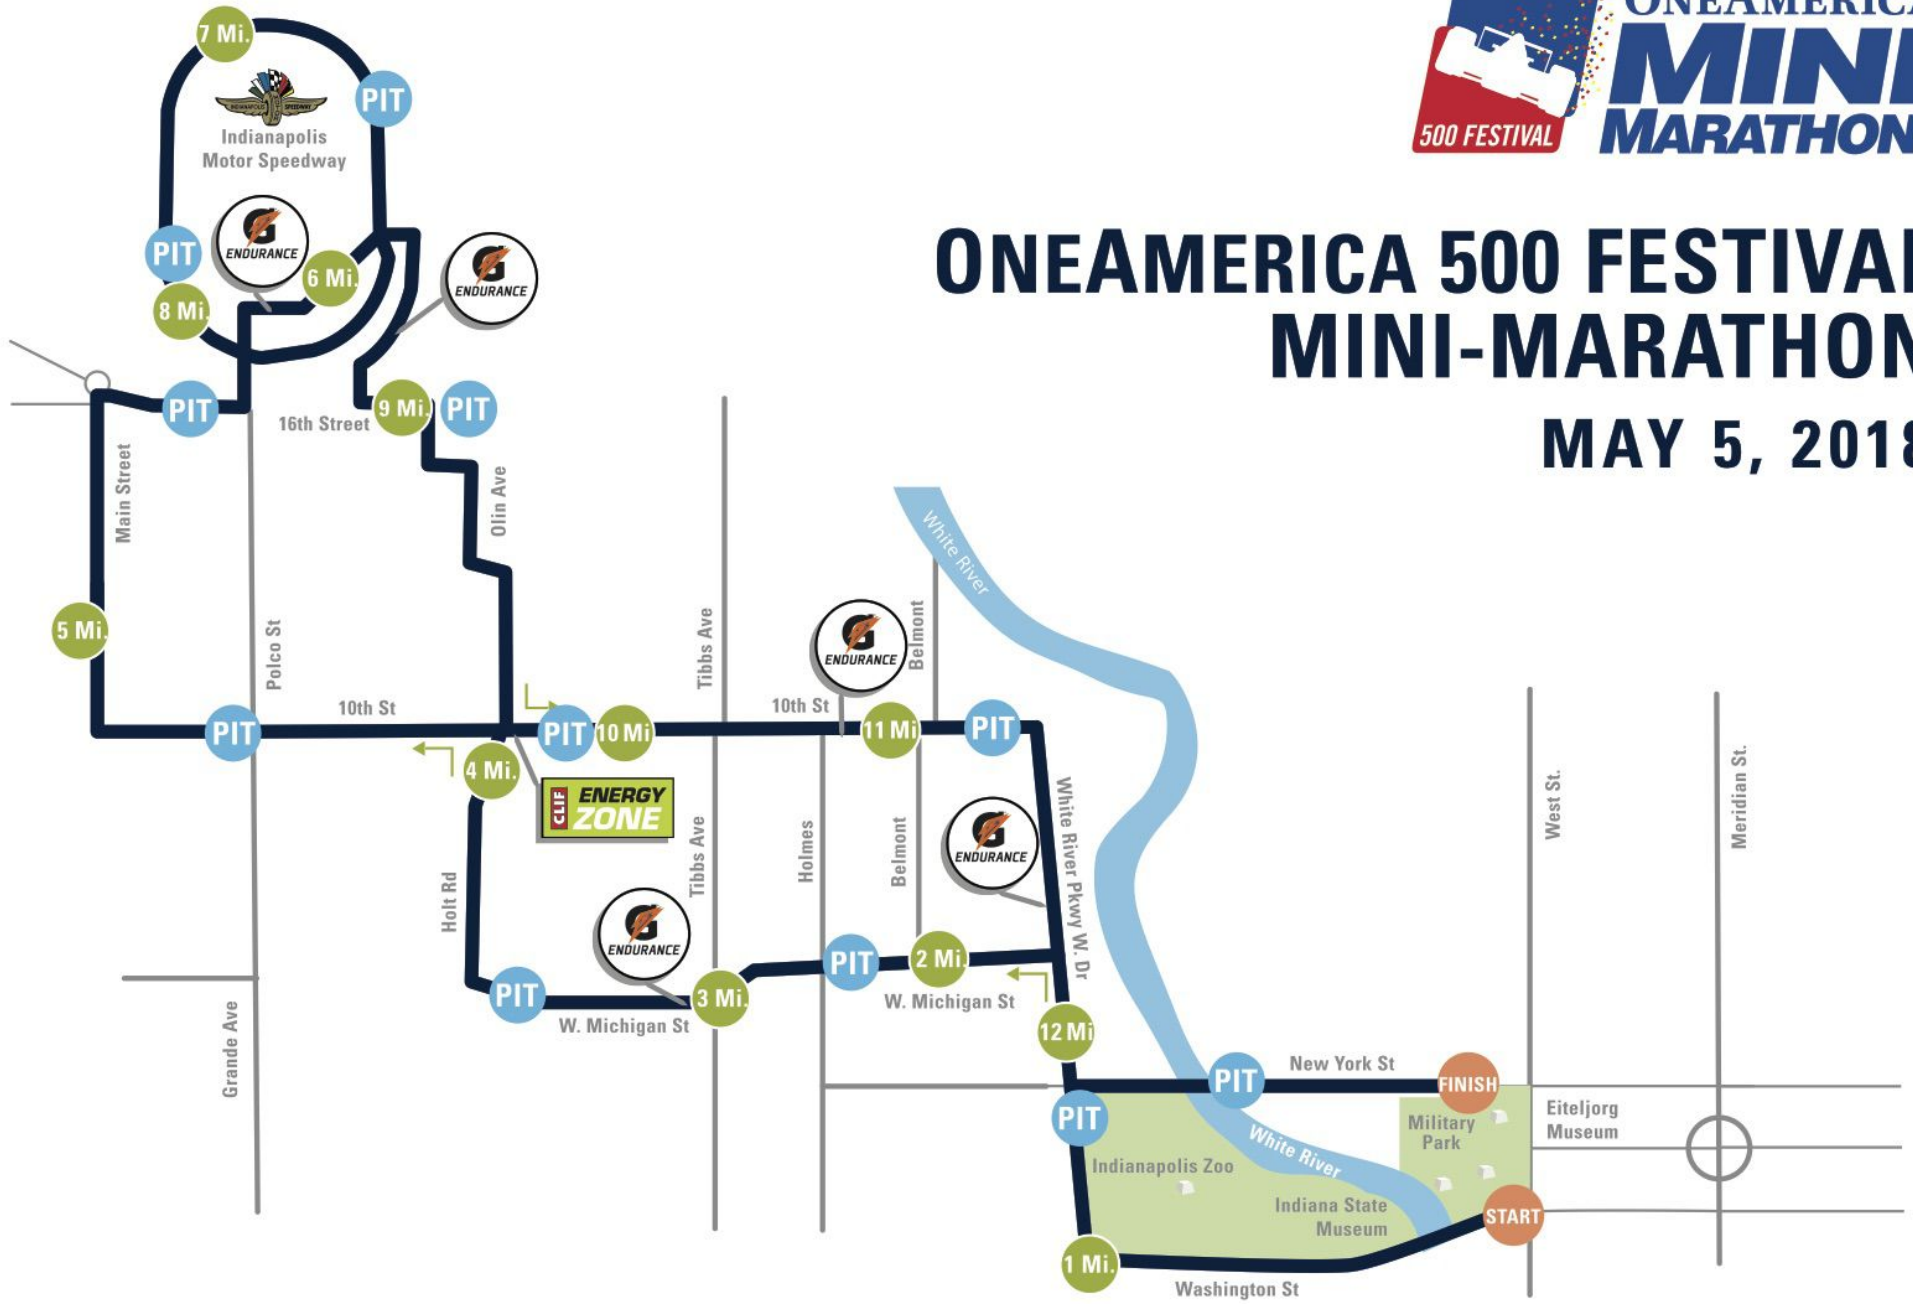 ONEAMERICA
MINI
MARATHON
500 FESTIVAL
ONEAMERICA 500 FESTIVAL
MINI-MARATHON
MAY 5, 2018
7 Mi.
PIT
INDIANAPOLIS
MOTOR
SPEEDWAY
Indianapolis
Motor Speedway
G
ENDURANCE
PIT
6 Mi.
G
ENDURANCE
8 Mi.
PIT
16th Street
9 Mi.
PIT
Main Street
Olin Ave
White River
5 Mi.
Polco St
Tibbs Ave
G
ENDURANCE
Belmont
10th St
10th St
PIT
PIT
10 Mi
11 Mi
PIT
4 Mi.
CLIF
ENERGY
ZONE
White River Pkwy W. Dr
West St.
Meridian St.
Holt Rd
Tibbs Ave
Holmes
Belmont
G
ENDURANCE
G
ENDURANCE
PIT
2 Mi.
PIT
3 Mi.
W. Michigan St
W. Michigan St
Grande Ave
12 Mi
New York St
PIT
FINISH
PIT
Military
Park
Eiteljorg
Museum
White River
Indianapolis Zoo
Indiana State
Museum
START
1 Mi.
Washington St